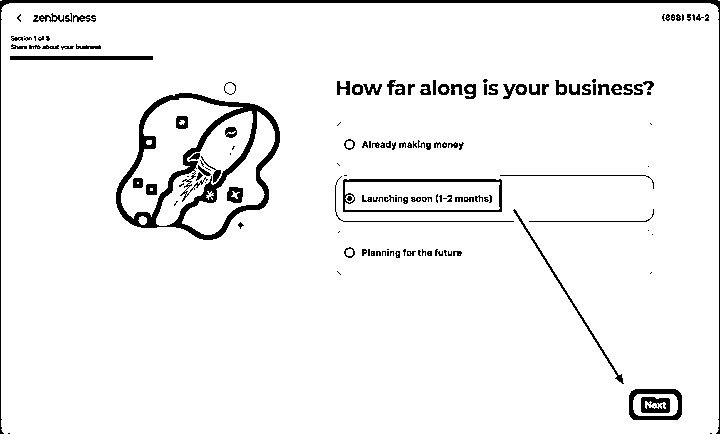 zenbusiness
(888) 514-2
Section 1 of 5
Share info about your business
How far along is your business?
Already making money
Launching soon (1-2 months)
Planning for the future
Next